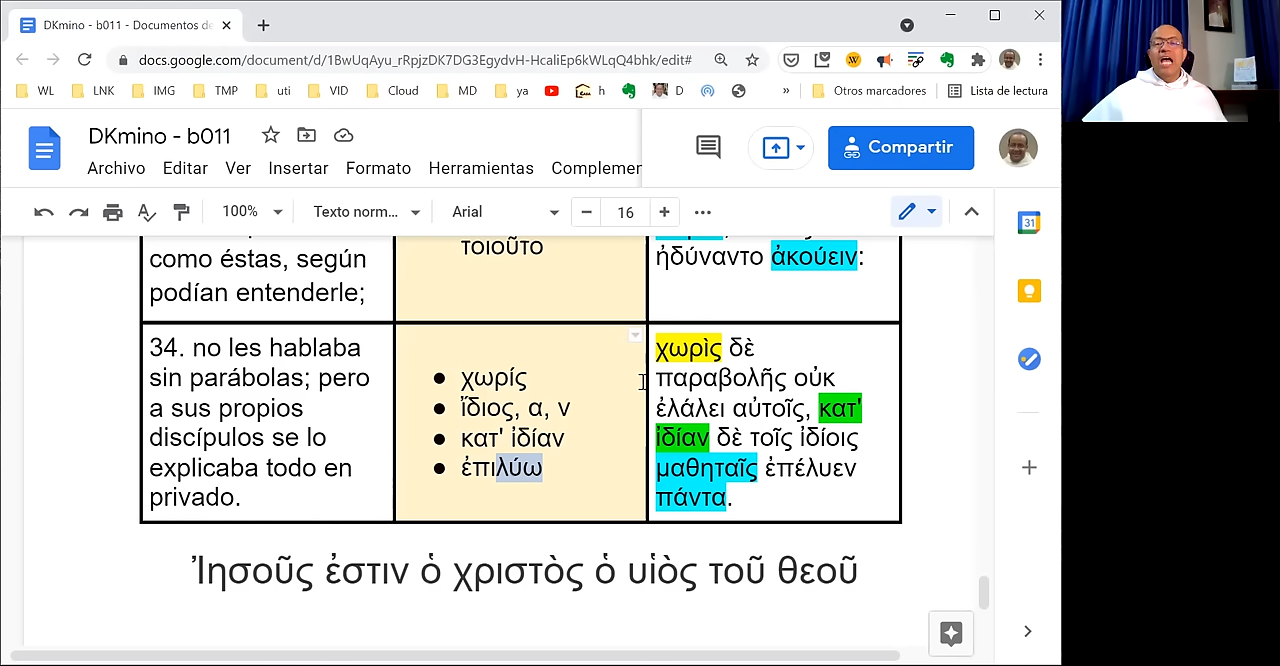 DKmino - b011 - Documentos de
docs.google.com/document/d/1BwUqAyu_rRpjzDK7DG3EgydvH-HcaliEp6kWLqQ4bhk/edit#
WL LNK IMG TMP uti VID Cloud MD ya h D » Otros marcadores Lista de lectura
DKmino - b011
Archivo Editar Ver Insertar Formato Herramientas Complemen
Compartir
100% Texto norm... Arial 16
31
como éstas, según
podían entenderle;
τοιοῦτο
ἠδύναντο ἀκούειν:
34. no les hablaba
sin parábolas; pero
a sus propios
discípulos se lo
explicaba todo en
privado.
● χωρίς
● ἴδιος, α, ν
● κατ' ἰδίαν
● ἐπιλύω
χωρὶς δὲ
παραβολῆς οὐκ
ἐλάλει αὐτοῖς, κατ'
ἰδίαν δὲ τοῖς ἰδίοις
μαθηταῖς ἐπέλυεν
πάντα.
Ἰησοῦς ἐστιν ὁ χριστὸς ὁ υἱὸς τοῦ θεοῦ